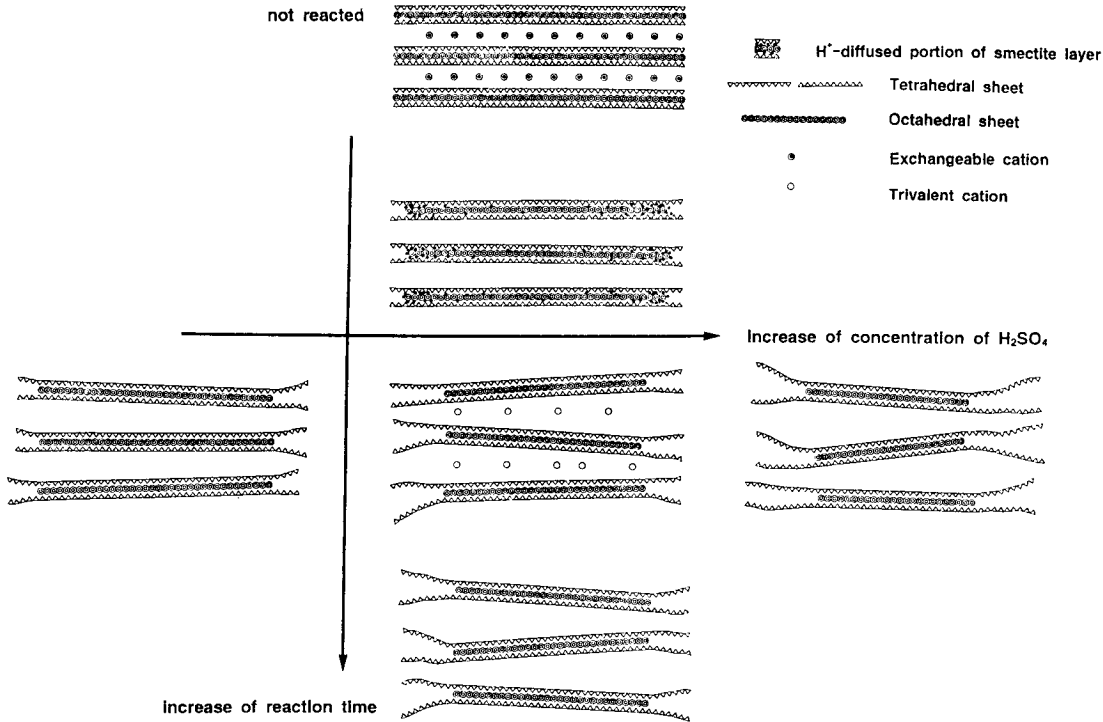 not reacted
H⁺-diffused portion of smectite layer
Tetrahedral sheet
Octahedral sheet
Exchangeable cation
Trivalent cation
Increase of concentration of H₂SO₄
increase of reaction time